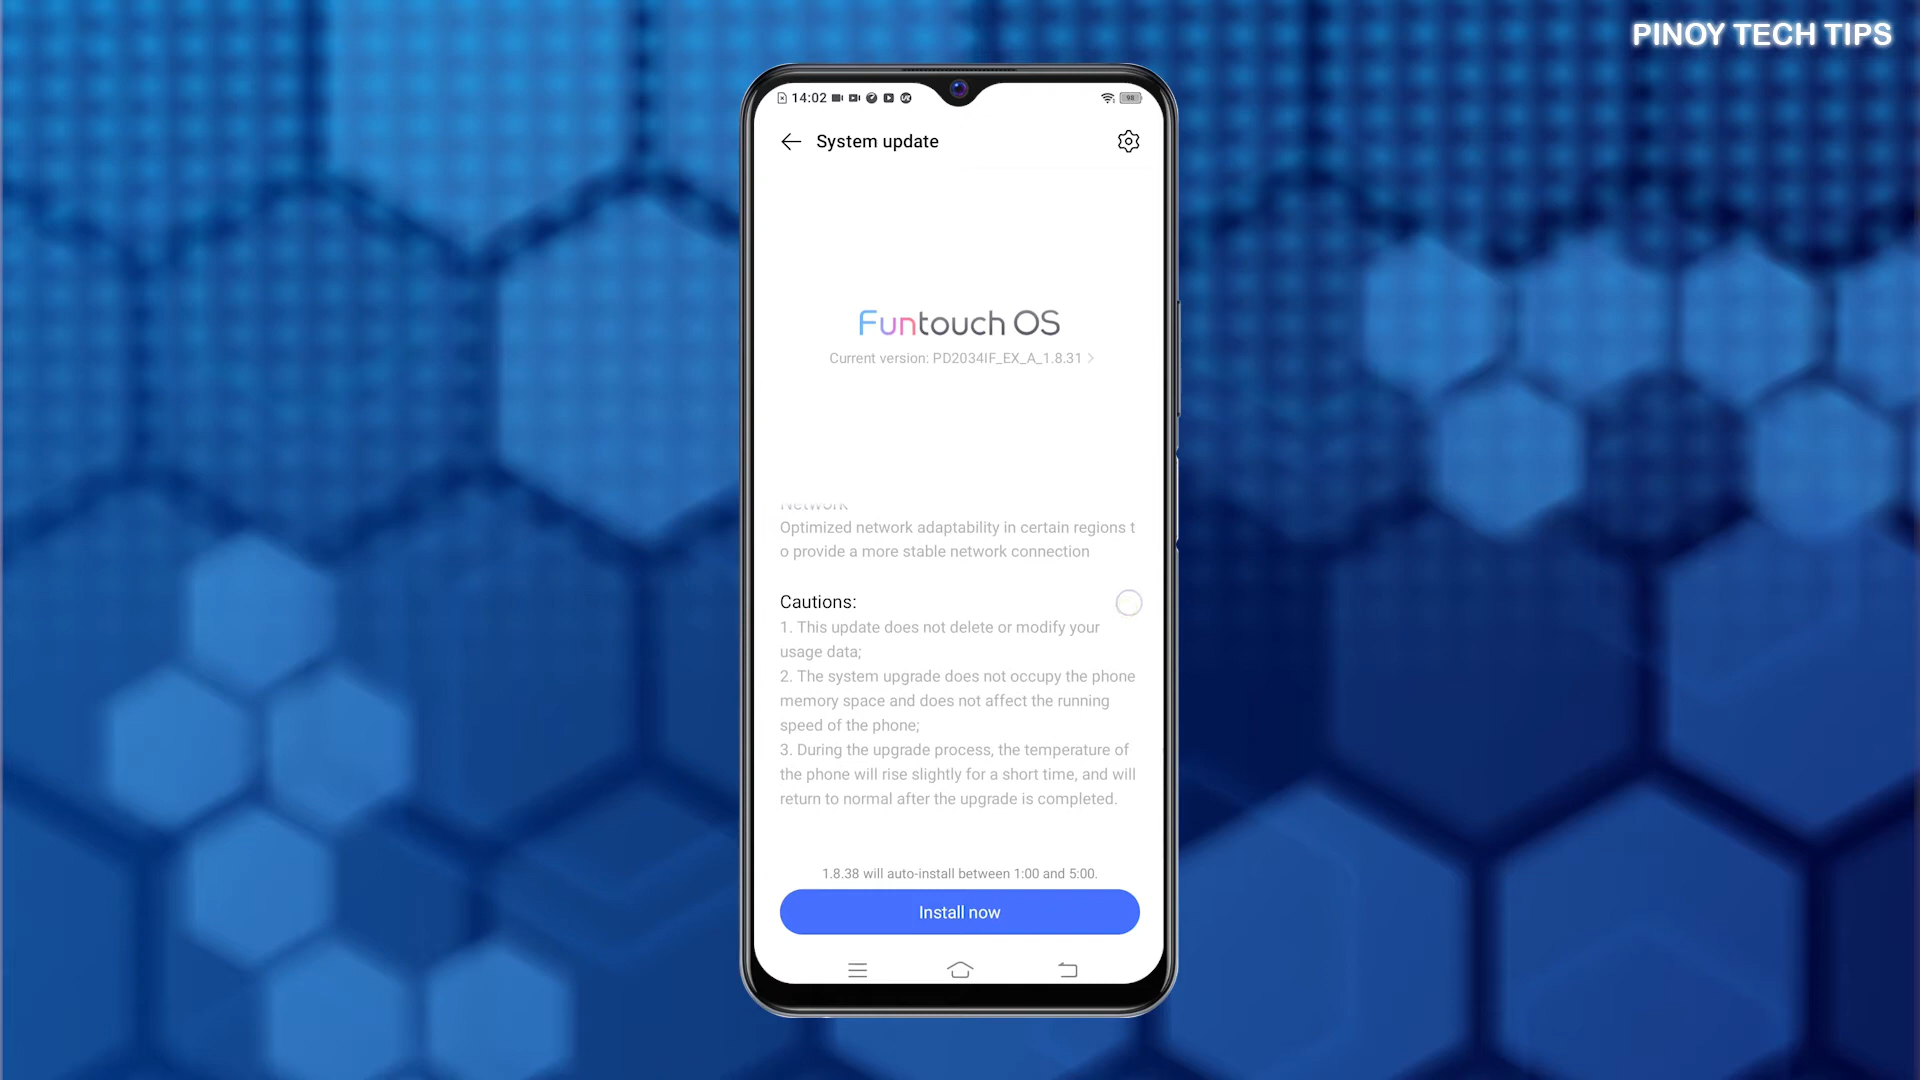 PINOY TECH TIPS
14:02
98
System update
Funtouch OS
Current version: PD2034IF_EX_A_1.8.31
Network
Optimized network adaptability in certain regions t
o provide a more stable network connection
Cautions:
1. This update does not delete or modify your
usage data;
2. The system upgrade does not occupy the phone
memory space and does not affect the running
speed of the phone;
3. During the upgrade process, the temperature of
the phone will rise slightly for a short time, and will
return to normal after the upgrade is completed.
1.8.38 will auto-install between 1:00 and 5:00.
Install now